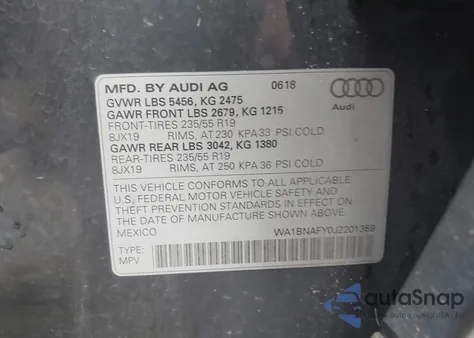 MFD. BY AUDI AG 0618
GVWR LBS 5456, KG 2475
GAWR FRONT LBS 2679, KG 1215
FRONT-TIRES 235/55 R19
8JX19 RIMS, AT 230 KPA 33 PSI COLD
GAWR REAR LBS 3042, KG 1380
REAR-TIRES 235/55 R19
8JX19 RIMS, AT 250 KPA 36 PSI COLD
Audi
THIS VEHICLE CONFORMS TO ALL APPLICABLE
U.S. FEDERAL MOTOR VEHICLE SAFETY AND
THEFT PREVENTION STANDARDS IN EFFECT ON
THE DATE OF MANUFACTURE SHOWN ABOVE.
MEXICO WA1BNAFY0J2201359
TYPE:
MPV
autoSnap